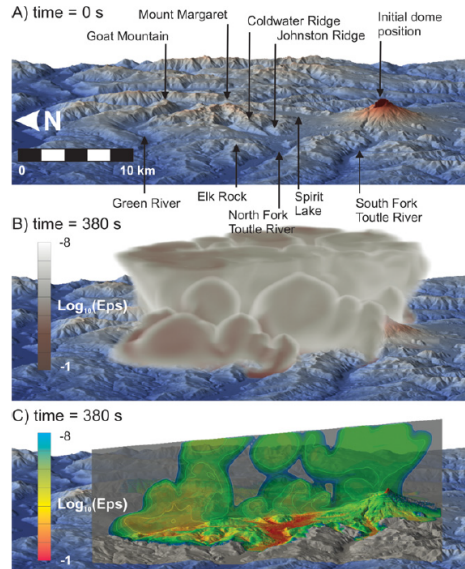 A) time = 0 s
Goat Mountain
Mount Margaret
Coldwater Ridge
Johnston Ridge
Initial dome
position
N
0
10 km
Green River
Elk Rock
North Fork
Toutle River
Spirit
Lake
South Fork
Toutle River
B) time = 380 s
-8
Log₁₀(Eps)
-1
C) time = 380 s
-8
Log₁₀(Eps)
-1